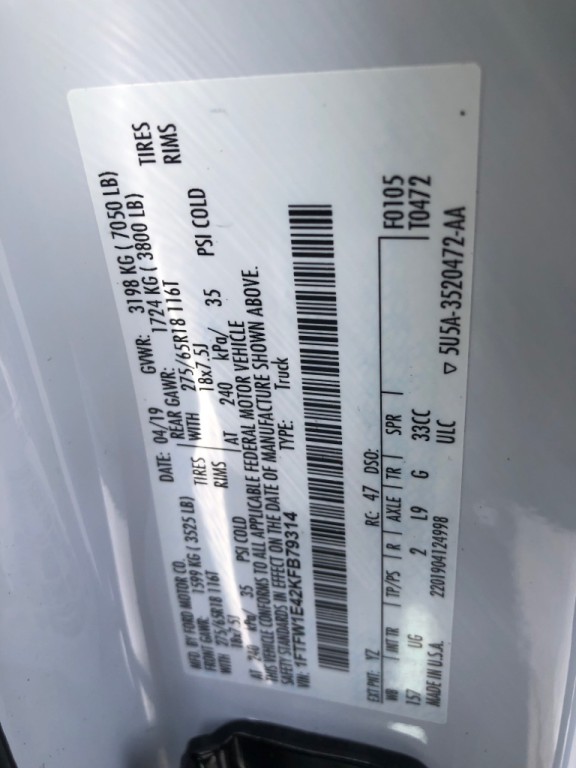 MFD. BY FORD MOTOR CO. DATE: 04/19 GVWR: 3198 KG ( 7050 LB)
FRONT GAWR: 1599 KG ( 3525 LB) REAR GAWR: 1724 KG ( 3800 LB)
WITH 275/65R18 116T TIRES WITH 275/65R18 116T TIRES
18x7.5J RIMS 18x7.5J RIMS
AT 240 kPa/ 35 PSI COLD AT 240 kPa/ 35 PSI COLD
THIS VEHICLE CONFORMS TO ALL APPLICABLE FEDERAL MOTOR VEHICLE
SAFETY STANDARDS IN EFFECT ON THE DATE OF MANUFACTURE SHOWN ABOVE.
VIN: 1FTFW1E42KFB79314 TYPE: Truck
F0105
EXT PNT: YZ RC: 47 DSO: T0472
WB INT TR TP/PS R AXLE TR SPR
157 UG 2 L9 G 33CC
MADE IN U.S.A. 2201904124998 ULC ▽ 5U5A-3520472-AA